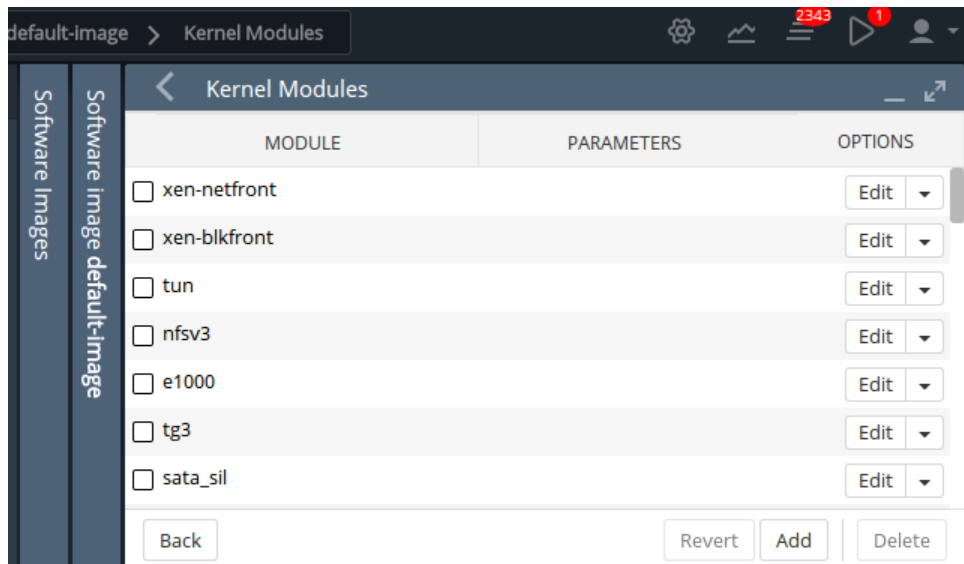 default-image > Kernel Modules
2343
1
Software Images
Software image default-image
Kernel Modules
MODULE PARAMETERS OPTIONS
xen-netfront Edit
xen-blkfront Edit
tun Edit
nfsv3 Edit
e1000 Edit
tg3 Edit
sata_sil Edit
Back Revert Add Delete